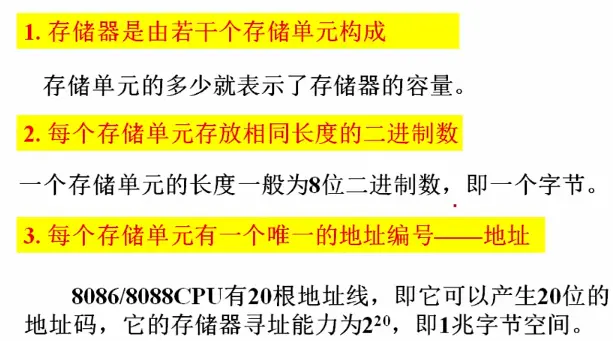 1. 存储器是由若干个存储单元构成
存储单元的多少就表示了存储器的容量。
2. 每个存储单元存放相同长度的二进制数
一个存储单元的长度一般为8位二进制数，即一个字节。
3. 每个存储单元有一个唯一的地址编号——地址
8086/8088CPU有20根地址线，即它可以产生20位的
地址码，它的存储器寻址能力为2²⁰，即1兆字节空间。